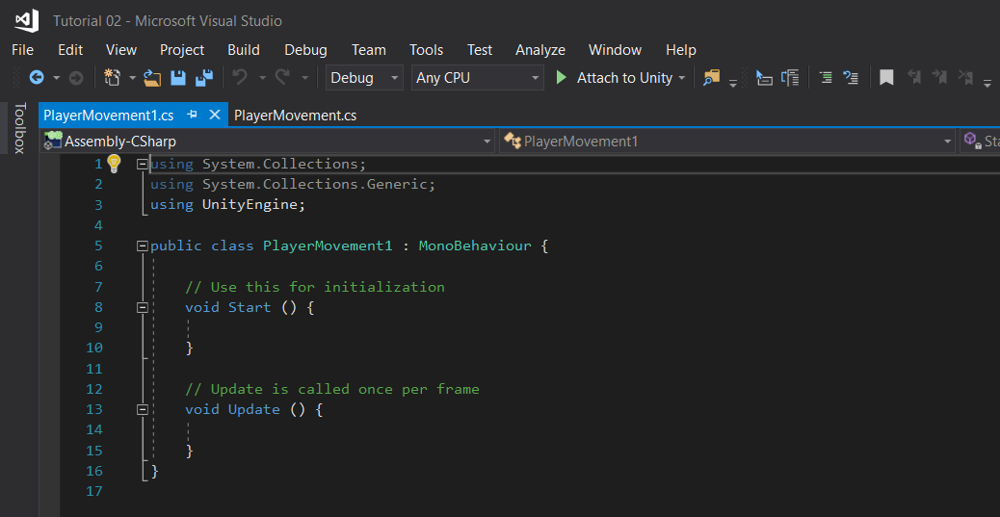 Tutorial 02 - Microsoft Visual Studio
File Edit View Project Build Debug Team Tools Test Analyze Window Help
Debug Any CPU Attach to Unity
Toolbox
PlayerMovement1.cs PlayerMovement.cs
Assembly-CSharp PlayerMovement1
1 using System.Collections;
2 using System.Collections.Generic;
3 using UnityEngine;
4
5 public class PlayerMovement1 : MonoBehaviour {
6
7 // Use this for initialization
8 void Start () {
9
10 }
11
12 // Update is called once per frame
13 void Update () {
14
15 }
16 }
17